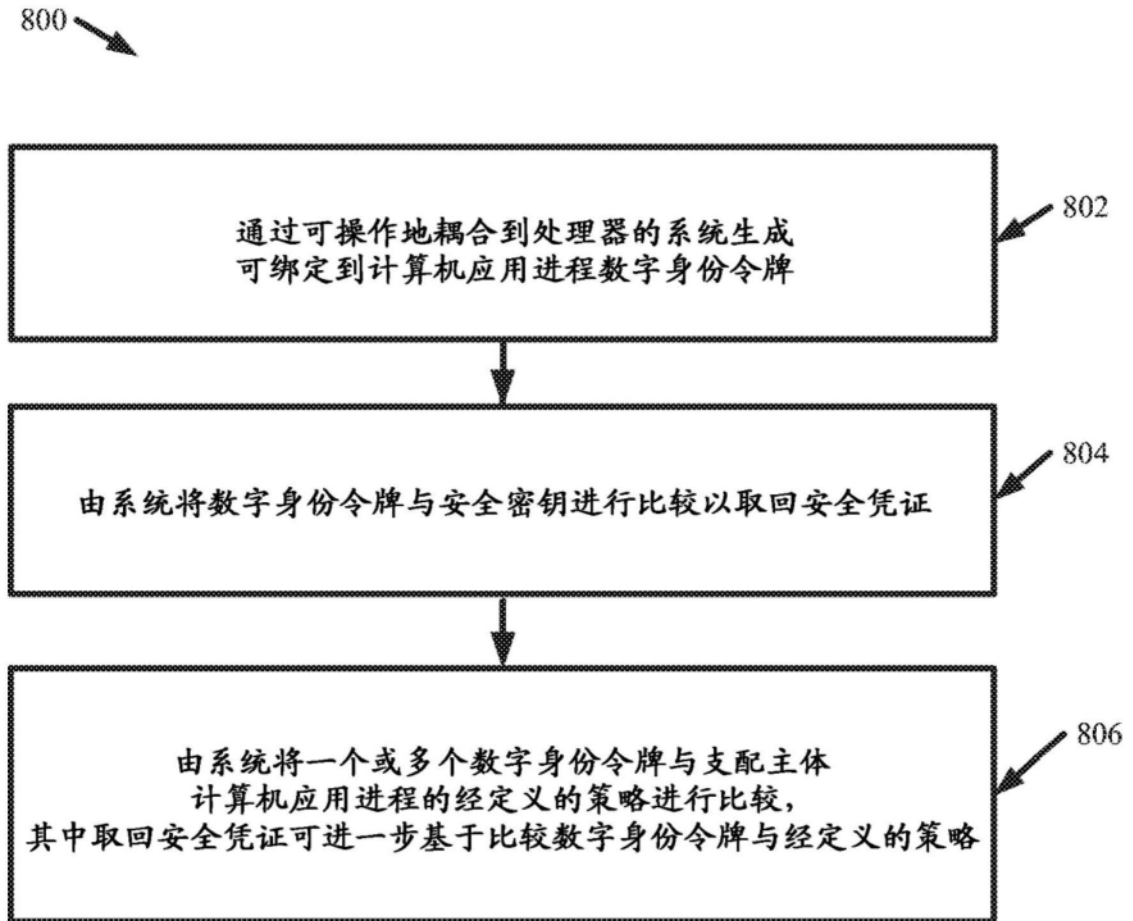 800
通过可操作地耦合到处理器的系统生成
可绑定到计算机应用进程数字身份令牌
802
由系统将数字身份令牌与安全密钥进行比较以取回安全凭证
804
由系统将一个或多个数字身份令牌与支配主体
计算机应用进程的经定义的策略进行比较,
其中取回安全凭证可进一步基于比较数字身份令牌与经定义的策略
806